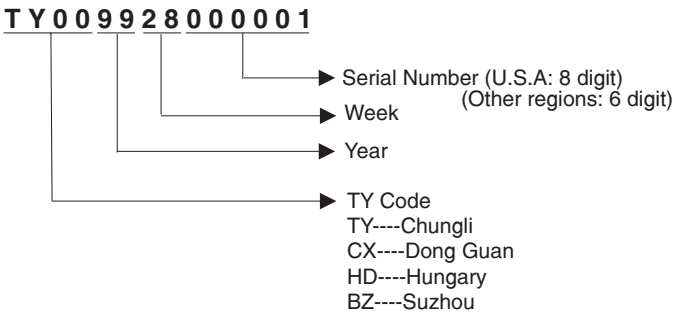 TY009928000001
Serial Number (U.S.A: 8 digit)
(Other regions: 6 digit)
Week
Year
TY Code
TY----Chungli
CX----Dong Guan
HD----Hungary
BZ----Suzhou